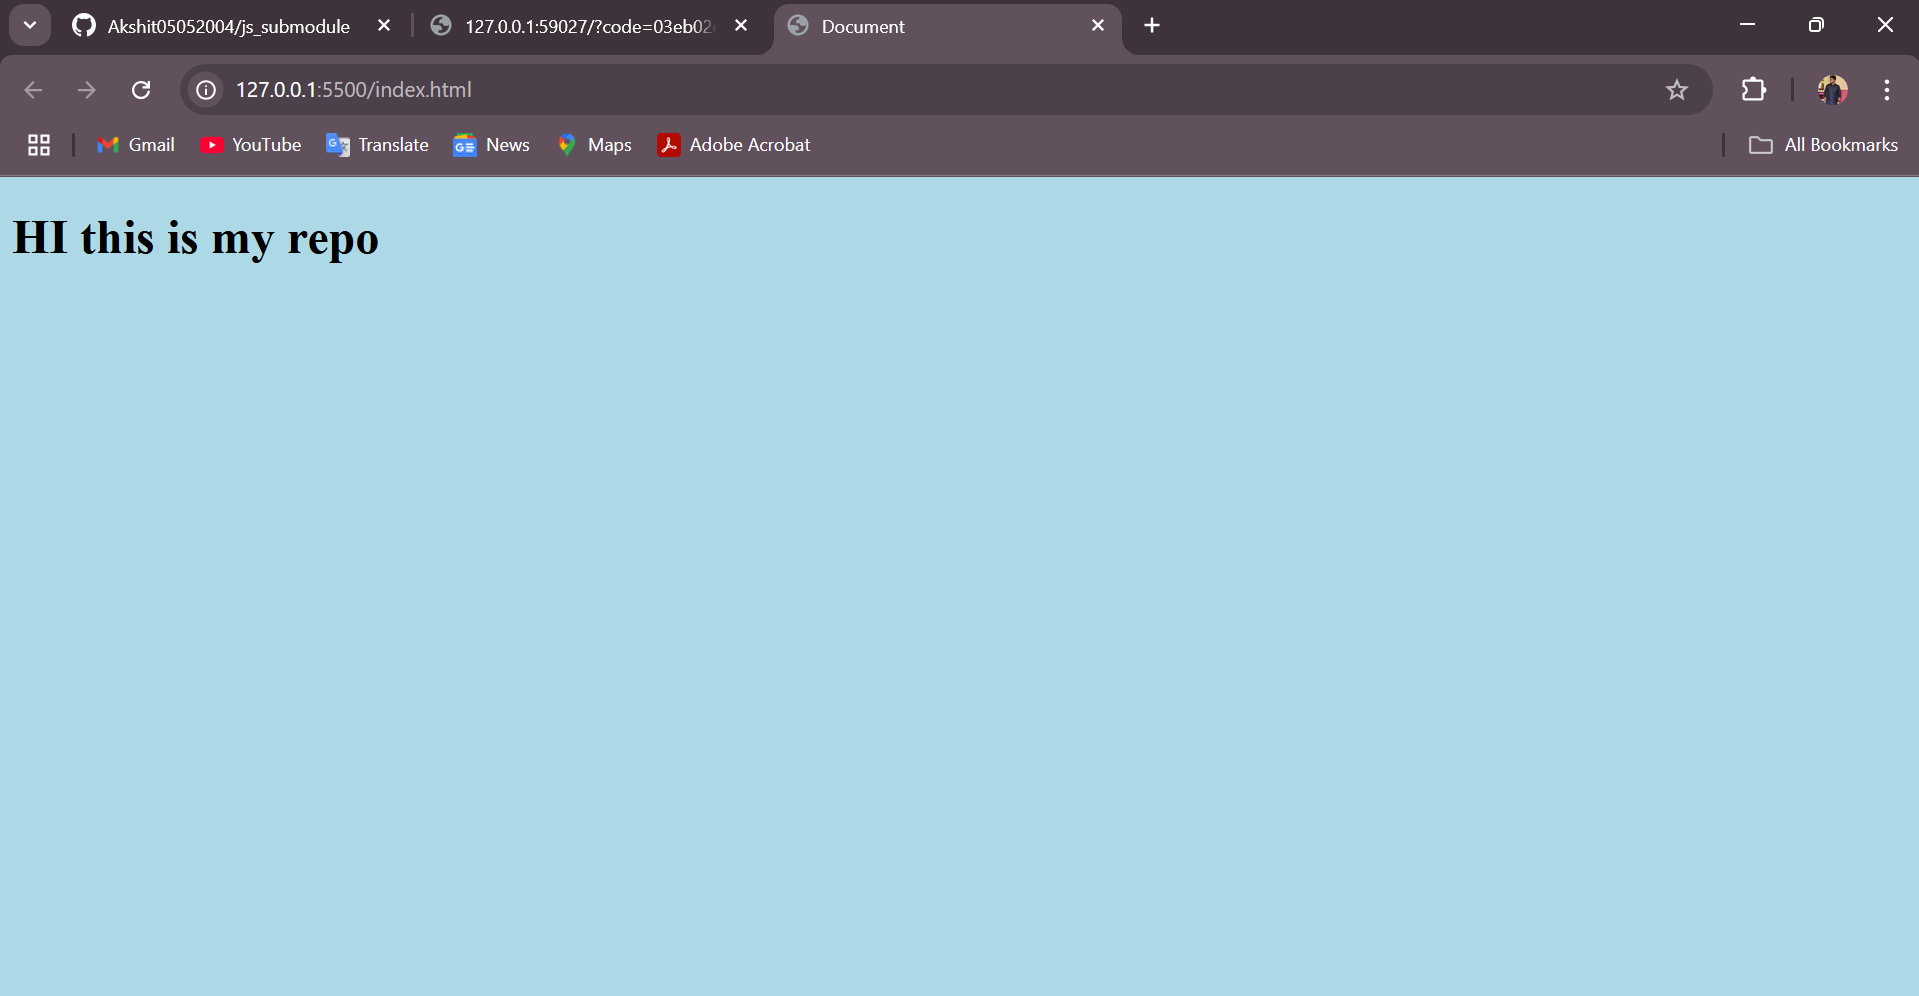 Akshit05052004/js_submodule
127.0.0.1:59027/?code=03eb02
Document
127.0.0.1:5500/index.html
Gmail
YouTube
Translate
News
Maps
Adobe Acrobat
All Bookmarks
HI this is my repo